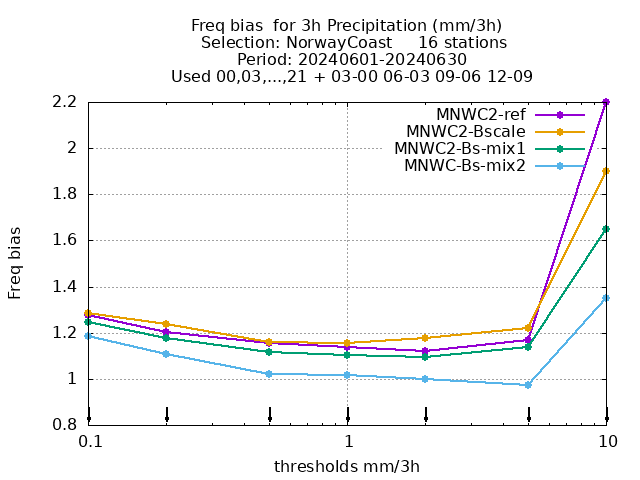 Freq bias  for 3h Precipitation (mm/3h)
Selection: NorwayCoast     16 stations
Period: 20240601-20240630
Used 00,03,...,21 + 03-00 06-03 09-06 12-09
MNWC2-ref
MNWC2-Bscale
MNWC2-Bs-mix1
MNWC-Bs-mix2
2.2
2
1.8
1.6
1.4
1.2
1
0.8
Freq bias
0.1
1
10
thresholds mm/3h